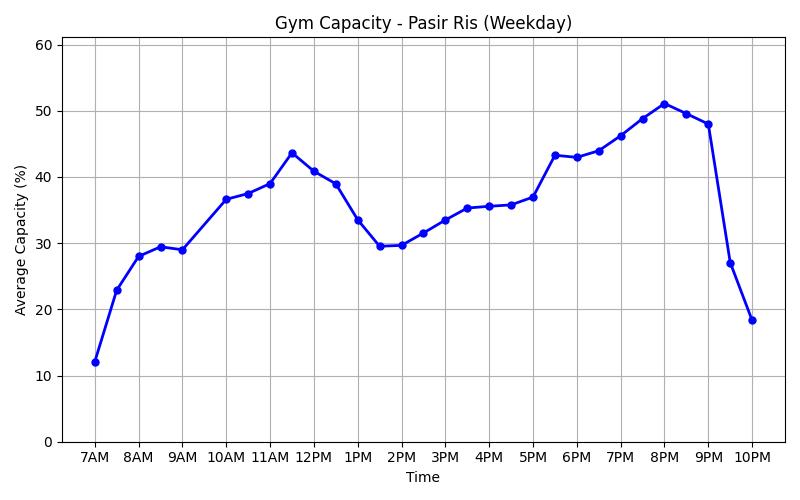 Gym Capacity - Pasir Ris (Weekday)
Average Capacity (%)
60
50
40
30
20
10
0
7AM 8AM 9AM 10AM 11AM 12PM 1PM 2PM 3PM 4PM 5PM 6PM 7PM 8PM 9PM 10PM
Time